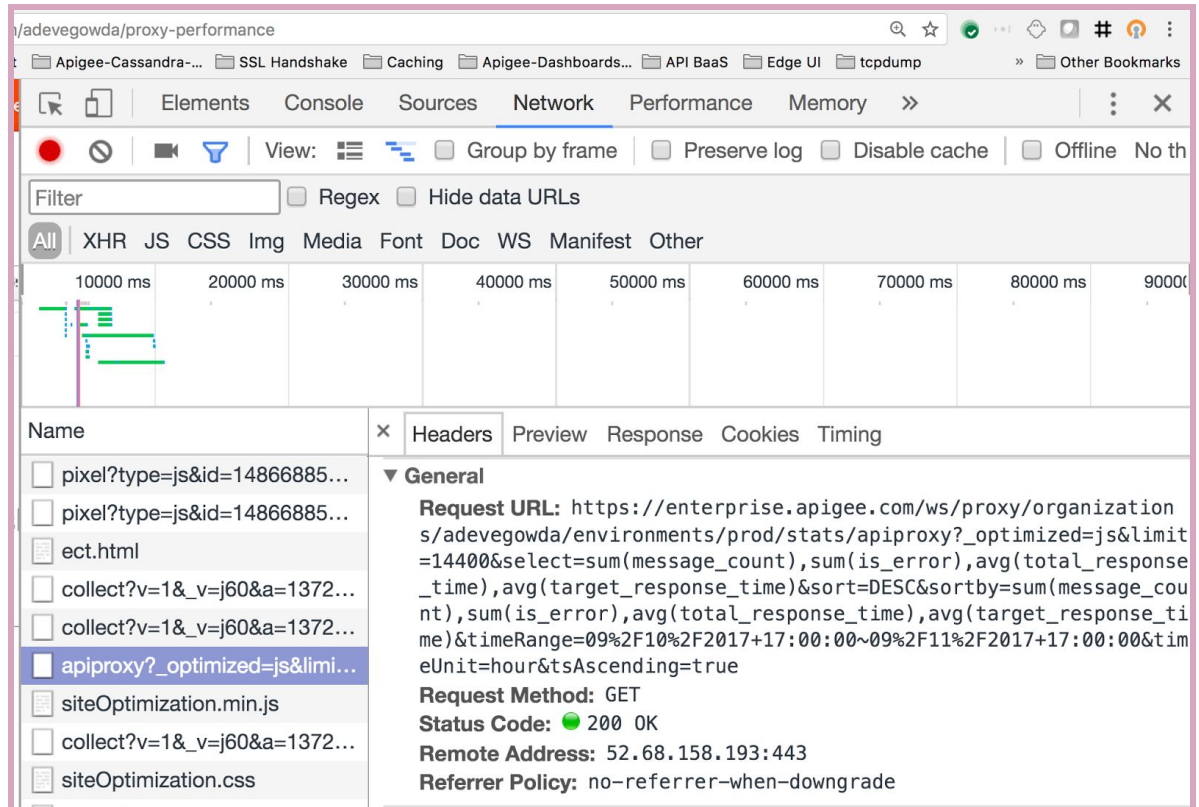 /adevegowda/proxy-performance
Apigee-Cassandra-... SSL Handshake Caching Apigee-Dashboards... API BaaS Edge UI tcpdump » Other Bookmarks
Elements Console Sources Network Performance Memory »
View: Group by frame Preserve log Disable cache Offline No th
Filter Regex Hide data URLs
All XHR JS CSS Img Media Font Doc WS Manifest Other
10000 ms 20000 ms 30000 ms 40000 ms 50000 ms 60000 ms 70000 ms 80000 ms 9000
Name × Headers Preview Response Cookies Timing
pixel?type=js&id=14866885...
pixel?type=js&id=14866885...
ect.html
collect?v=1&_v=j60&a=1372...
collect?v=1&_v=j60&a=1372...
apiproxy?_optimized=js&limi...
siteOptimization.min.js
collect?v=1&_v=j60&a=1372...
siteOptimization.css
▼ General
Request URL: https://enterprise.apigee.com/ws/proxy/organization
s/adevegowda/environments/prod/stats/apiproxy?_optimized=js&limit
=14400&select=sum(message_count),sum(is_error),avg(total_response
_time),avg(target_response_time)&sort=DESC&sortby=sum(message_cou
nt),sum(is_error),avg(total_response_time),avg(target_response_ti
me)&timeRange=09%2F10%2F2017+17:00:00~09%2F11%2F2017+17:00:00&tim
eUnit=hour&tsAscending=true
Request Method: GET
Status Code: 200 OK
Remote Address: 52.68.158.193:443
Referrer Policy: no-referrer-when-downgrade